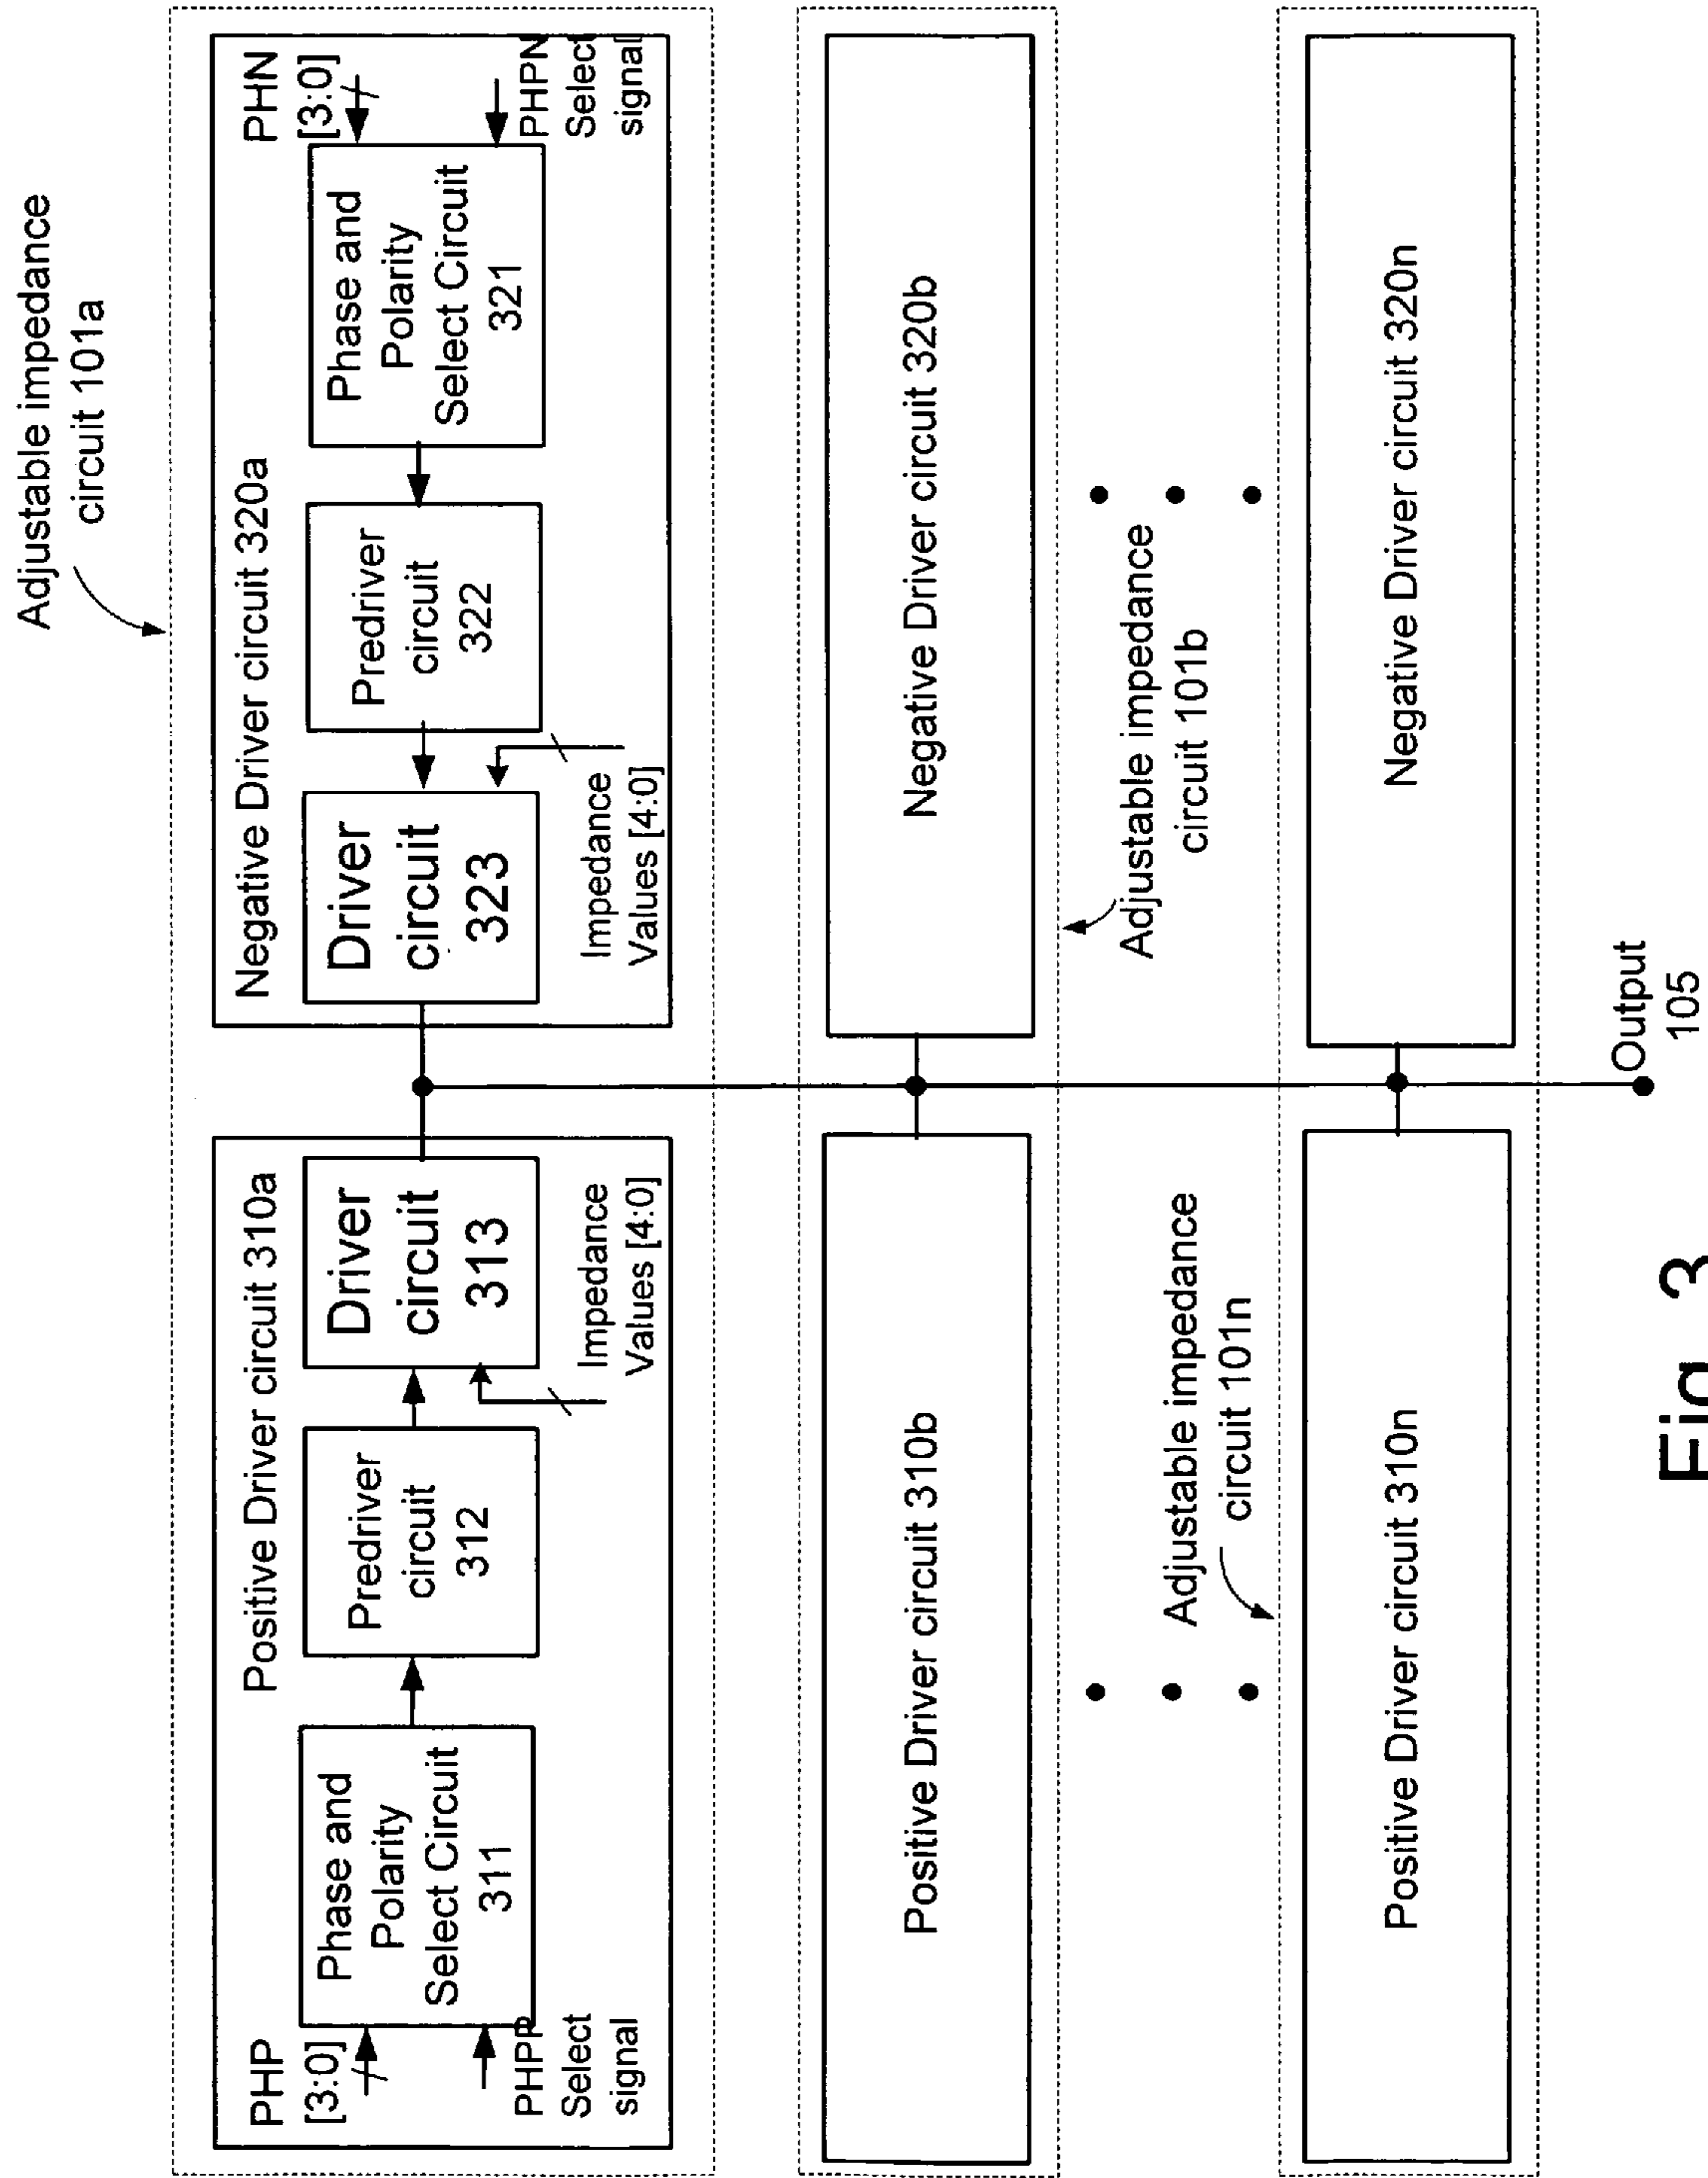 Adjustable impedance
circuit 101a
Positive Driver circuit 310a
PHP
[3:0]
PHPP
Select
signal
Phase and
Polarity
Select Circuit
311
Predriver
circuit
312
Driver
circuit
313
Impedance
Values [4:0]
Negative Driver circuit 320a
Driver
circuit
323
Impedance
Values [4:0]
Predriver
circuit
322
Phase and
Polarity
Select Circuit
321
PHN
[3:0]
PHPN
Select
signal
Positive Driver circuit 310b
Negative Driver circuit 320b
Adjustable impedance
circuit 101b
Adjustable impedance
circuit 101n
Positive Driver circuit 310n
Negative Driver circuit 320n
Output
105
Fig. 3